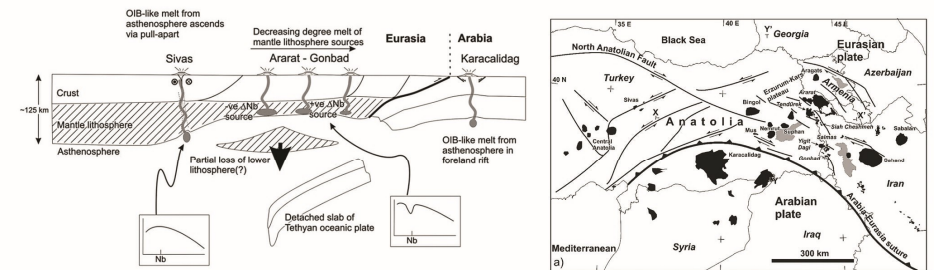 OIB-like melt from
asthenosphere ascends
via pull-apart
Decreasing degree melt of
mantle lithosphere sources
Eurasia
Arabia
Sivas
Ararat - Gonbad
Karacalidag
~125 km
Crust
Mantle lithosphere
Asthenosphere
-ve ΔNb
source
+ve ΔNb
source
Partial loss of lower
lithosphere(?)
OIB-like melt from
asthenosphere in
foreland rift
Detached slab of
Tethyan oceanic plate
Nb
Nb
35 E
40 E
45 E
Y'
Black Sea
Georgia
Eurasian
plate
North Anatolian Fault
Aragats
Azerbaijan
40 N
Turkey
Erzurum-Kars
plateau
Armenia
Ararat
Sivas
Bingol
Tendürek
X
X'
Anatolia
Mus
Nemrut
Suphan
Siah Cheshmeh
Salmas
Sabalan
Central
Anatolia
Yigit
Dagi
Gonbad
Sahand
Karacalidag
Iran
Arabian
plate
Arabia-Eurasia suture
Mediterranean
Syria
Iraq
300 km
a)